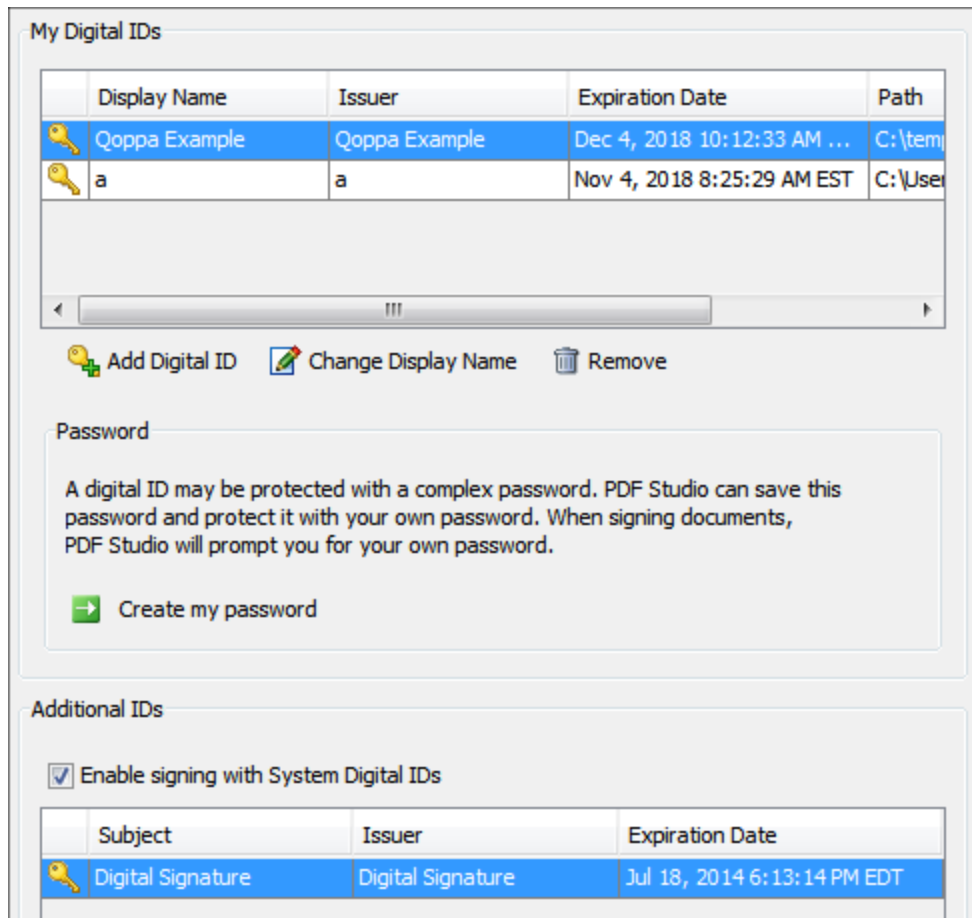 My Digital IDs
Display Name Issuer Expiration Date Path
Qoppa Example Qoppa Example Dec 4, 2018 10:12:33 AM ... C:\tem
a a Nov 4, 2018 8:25:29 AM EST C:\User
Add Digital ID Change Display Name Remove
Password
A digital ID may be protected with a complex password. PDF Studio can save this
password and protect it with your own password. When signing documents,
PDF Studio will prompt you for your own password.
Create my password
Additional IDs
Enable signing with System Digital IDs
Subject Issuer Expiration Date
Digital Signature Digital Signature Jul 18, 2014 6:13:14 PM EDT